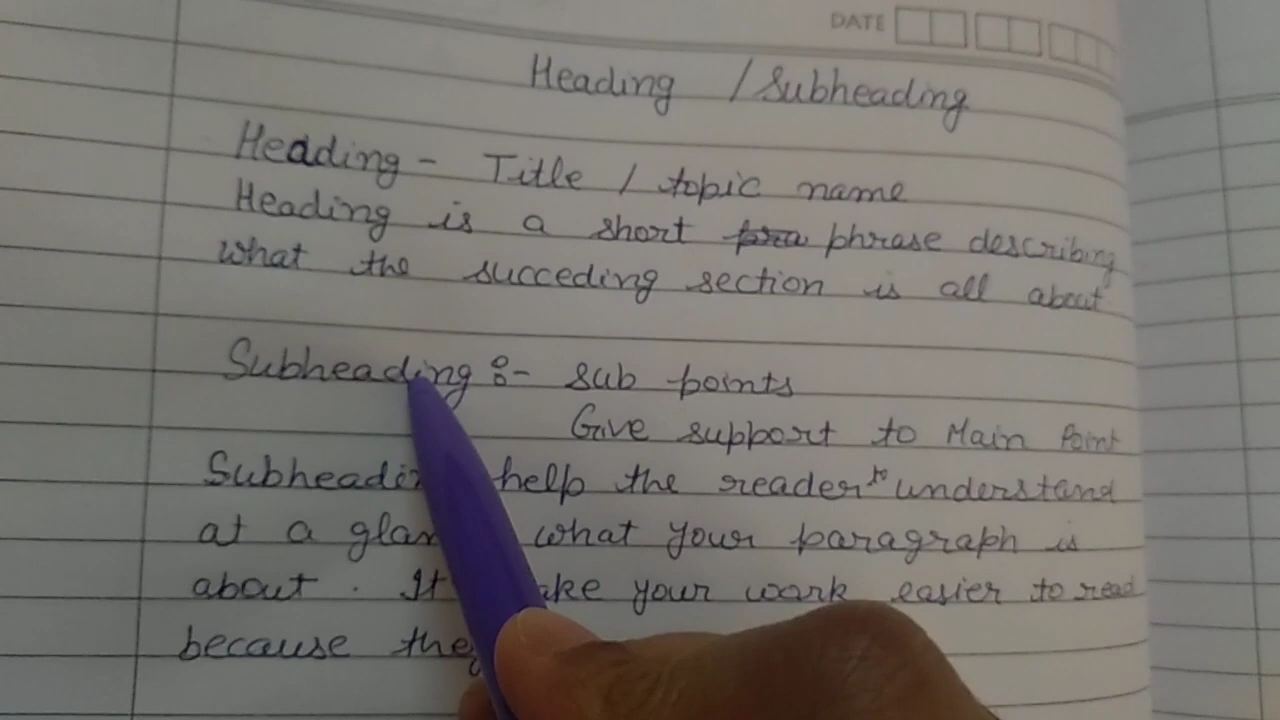 DATE
Heading / Subheading
Heading - Title / topic name
Heading is a short phrase describing
what the succeding section is all about
Subheading :- sub points
Give support to Main Point
help the reader to understand
at a what your paragraph is
about. It your work easier to read
because they